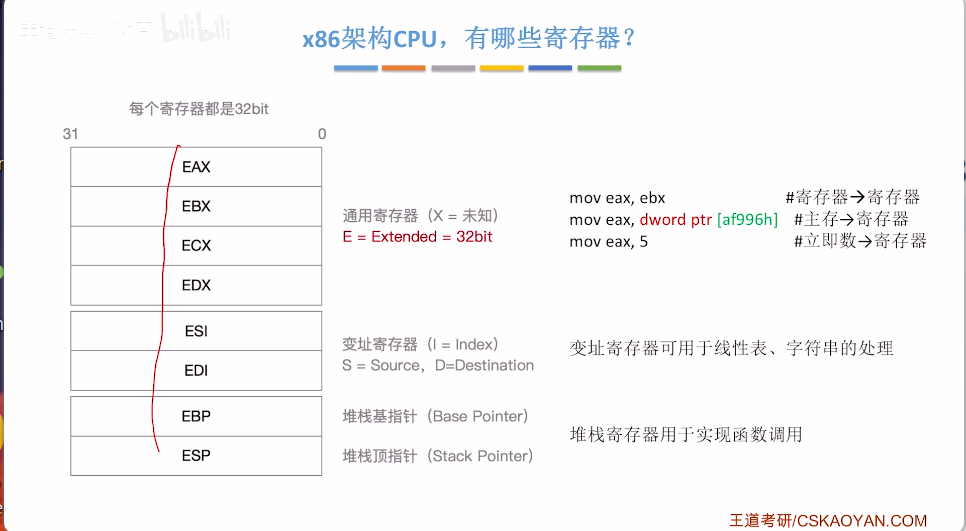 bilibili
x86架构CPU，有哪些寄存器？
每个寄存器都是32bit
31 0
EAX
EBX
ECX
EDX
通用寄存器（X = 未知）
E = Extended = 32bit
mov eax, ebx #寄存器→寄存器
mov eax, dword ptr [af996h] #主存→寄存器
mov eax, 5 #立即数→寄存器
ESI
EDI
变址寄存器（I = Index）
S = Source，D=Destination
变址寄存器可用于线性表、字符串的处理
EBP
堆栈基指针（Base Pointer）
ESP
堆栈顶指针（Stack Pointer）
堆栈寄存器用于实现函数调用
王道考研/CSKAOYAN.COM